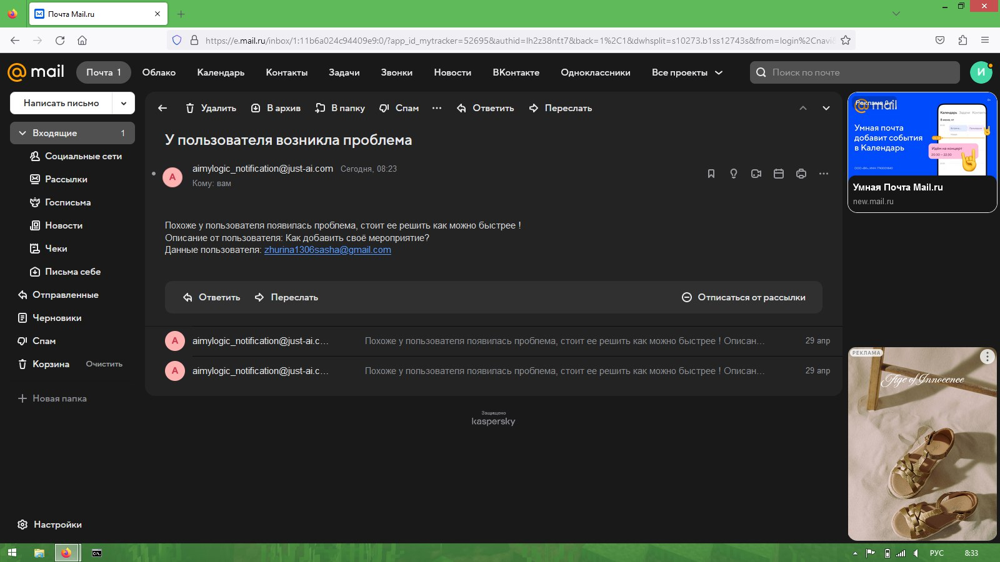 Почта Mail.ru
https://e.mail.ru/inbox/1:11b6a024c94409e9:0/?app_id_mytracker=52695&authid=lh2z38nf.t7&back=1%2C1&dwhsplit=s10273.b1ss12743s&from=login%2Cnavi
@ mail Почта 1 Облако Календарь Контакты Задачи Звонки Новости ВКонтакте Одноклассники Все проекты Поиск по почте И
Написать письмо
Входящие 1
Социальные сети
Рассылки
Госписьма
Новости
Чеки
Письма себе
Отправленные
Черновики
Спам
Корзина Очистить
Новая папка
Настройки
Удалить В архив В папку Спам Ответить Переслать
У пользователя возникла проблема
A
aimylogic_notification@just-ai.com Сегодня, 08:23
Кому: вам
Похоже у пользователя появилась проблема, стоит ее решить как можно быстрее !
Описание от пользователя: Как добавить своё мероприятие?
Данные пользователя: zhurina1306sasha@gmail.com
Ответить Переслать Отписаться от рассылки
A aimylogic_notification@just-ai.c... Похоже у пользователя появилась проблема, стоит ее решить как можно быстрее ! Описан... 29 апр
A aimylogic_notification@just-ai.c... Похоже у пользователя появилась проблема, стоит ее решить как можно быстрее ! Описан... 29 апр
Защищено
kaspersky
Реклама 0+
@mail
Умная почта
добавит события
в Календарь
Календарь Задачи Контакты
Идём на концерт
20:30 – 22:30
Умная Почта Mail.ru
new.mail.ru
РЕКЛАМА
Age of Innocence
РУС 8:33